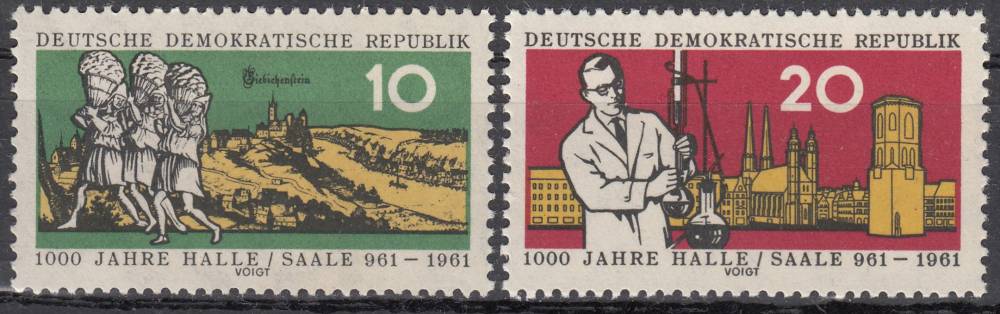 DEUTSCHE DEMOKRATISCHE REPUBLIK
Giebichenstein
10
1000 JAHRE HALLE / SAALE 961 – 1961
VOIGT
DEUTSCHE DEMOKRATISCHE REPUBLIK
20
1000 JAHRE HALLE / SAALE 961 – 1961
VOIGT